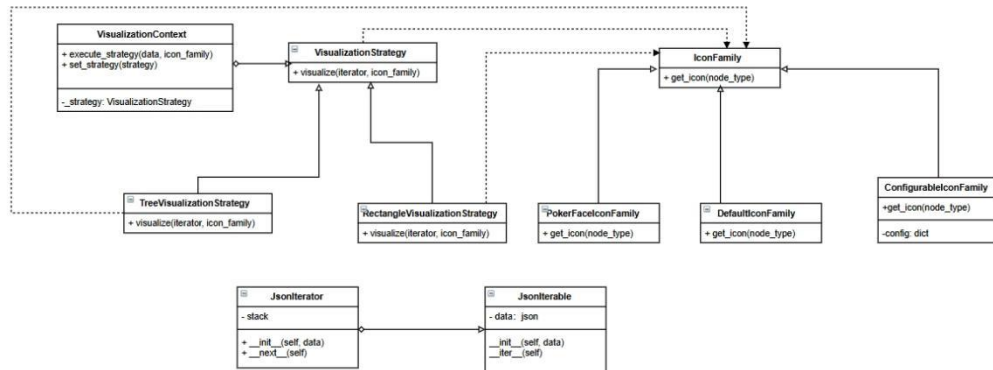 VisualizationContext
+ execute_strategy(data, icon_family)
+ set_strategy(strategy)
-_strategy: VisualizationStrategy
VisualizationStrategy
+ visualize(iterator, icon_family)
IconFamily
+ get_icon(node_type)
TreeVisualizationStrategy
+ visualize(iterator, icon_family)
RectangleVisualizationStrategy
+ visualize(iterator, icon_family)
PokerFaceIconFamily
+ get_icon(node_type)
DefaultIconFamily
+ get_icon(node_type)
ConfigurableIconFamily
+get_icon(node_type)
-config: dict
JsonIterator
- stack
+ __init__(self, data)
+ __next__(self)
JsonIterable
- data: json
__init__(self, data)
__iter__(self)